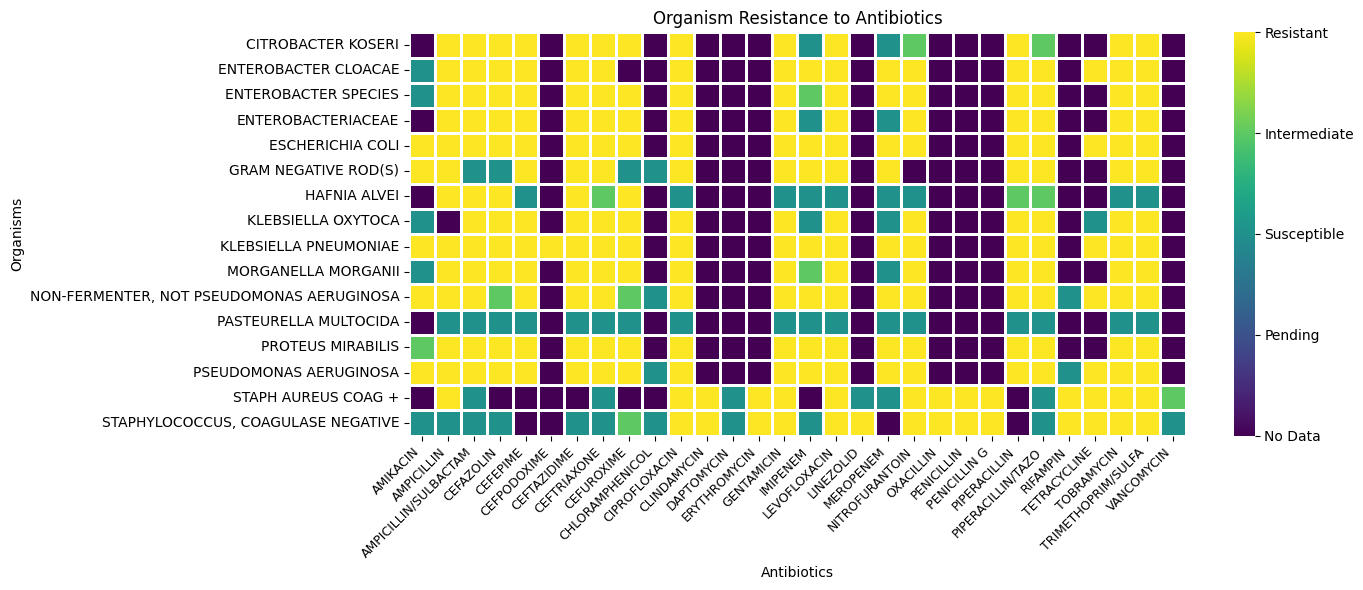 Organism Resistance to Antibiotics
Organisms
CITROBACTER KOSERI
ENTEROBACTER CLOACAE
ENTEROBACTER SPECIES
ENTEROBACTERIACEAE
ESCHERICHIA COLI
GRAM NEGATIVE ROD(S)
HAFNIA ALVEI
KLEBSIELLA OXYTOCA
KLEBSIELLA PNEUMONIAE
MORGANELLA MORGANII
NON-FERMENTER, NOT PSEUDOMONAS AERUGINOSA
PASTEURELLA MULTOCIDA
PROTEUS MIRABILIS
PSEUDOMONAS AERUGINOSA
STAPH AUREUS COAG +
STAPHYLOCOCCUS, COAGULASE NEGATIVE
AMIKACIN
AMPICILLIN
AMPICILLIN/SULBACTAM
CEFAZOLIN
CEFEPIME
CEFPODOXIME
CEFTAZIDIME
CEFTRIAXONE
CEFUROXIME
CHLORAMPHENICOL
CIPROFLOXACIN
CLINDAMYCIN
DAPTOMYCIN
ERYTHROMYCIN
GENTAMICIN
IMIPENEM
LEVOFLOXACIN
LINEZOLID
MEROPENEM
NITROFURANTOIN
OXACILLIN
PENICILLIN
PENICILLIN G
PIPERACILLIN
PIPERACILLIN/TAZO
RIFAMPIN
TETRACYCLINE
TOBRAMYCIN
TRIMETHOPRIM/SULFA
VANCOMYCIN
Antibiotics
Resistant
Intermediate
Susceptible
Pending
No Data